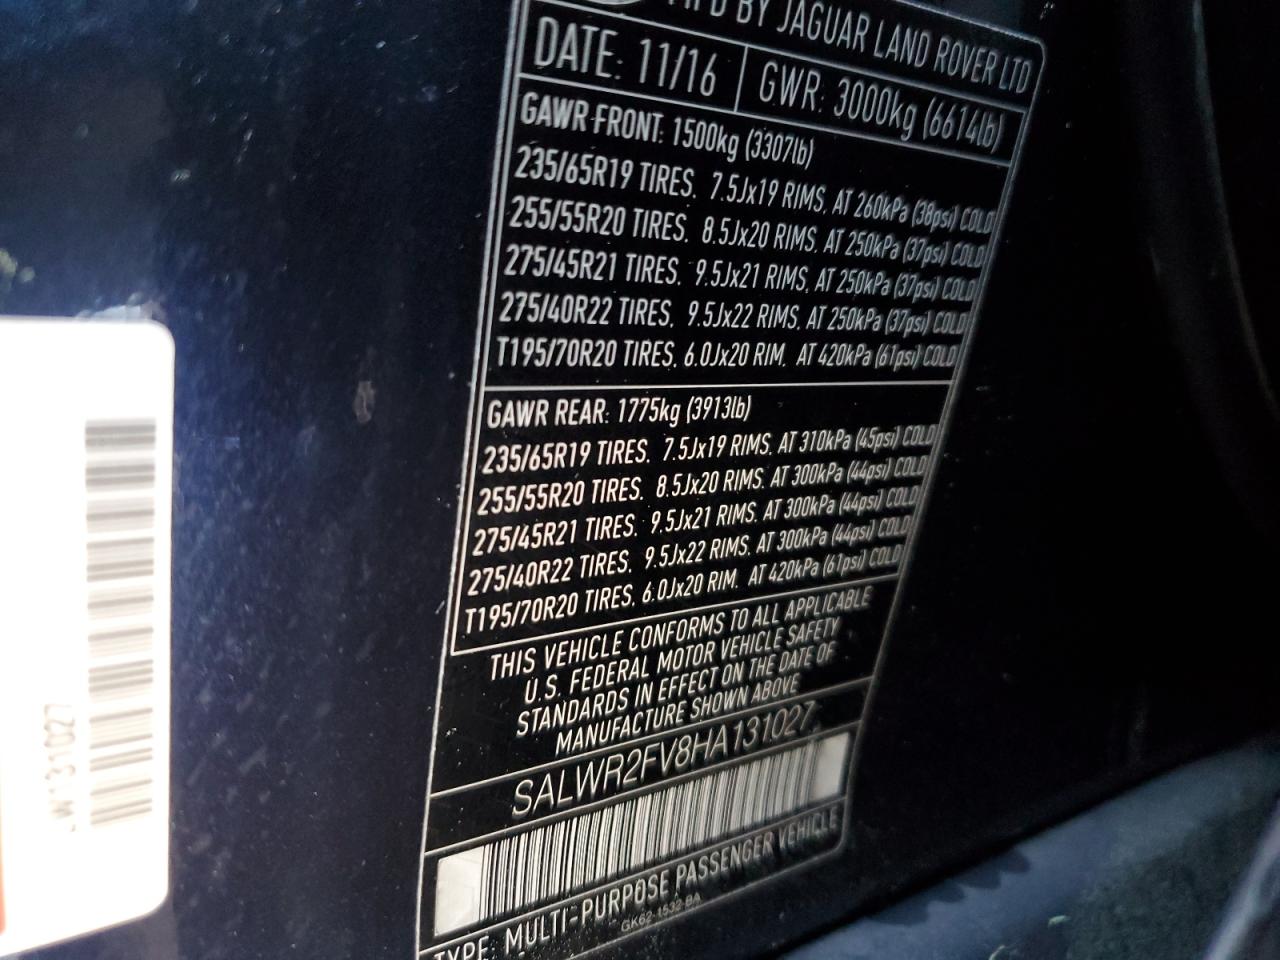 MFD BY JAGUAR LAND ROVER LTD
DATE: 11/16 GWR: 3000kg (6614lb)
GAWR FRONT: 1500kg (3307lb)
235/65R19 TIRES, 7.5Jx19 RIMS, AT 260kPa (38psi) COLD
255/55R20 TIRES, 8.5Jx20 RIMS, AT 250kPa (37psi) COLD
275/45R21 TIRES, 9.5Jx21 RIMS, AT 250kPa (37psi) COLD
275/40R22 TIRES, 9.5Jx22 RIMS, AT 250kPa (37psi) COLD
T195/70R20 TIRES, 6.0Jx20 RIM, AT 420kPa (61psi) COLD
GAWR REAR: 1775kg (3913lb)
235/65R19 TIRES, 7.5Jx19 RIMS, AT 310kPa (45psi) COLD
255/55R20 TIRES, 8.5Jx20 RIMS, AT 300kPa (44psi) COLD
275/45R21 TIRES, 9.5Jx21 RIMS, AT 300kPa (44psi) COLD
275/40R22 TIRES, 9.5Jx22 RIMS, AT 300kPa (44psi) COLD
T195/70R20 TIRES, 6.0Jx20 RIM, AT 420kPa (61psi) COLD
THIS VEHICLE CONFORMS TO ALL APPLICABLE
U.S. FEDERAL MOTOR VEHICLE SAFETY
STANDARDS IN EFFECT ON THE DATE OF
MANUFACTURE SHOWN ABOVE
SALWR2FV8HA131027
TYPE: MULTI-PURPOSE PASSENGER VEHICLE
GK62-1532-BA
LW131027